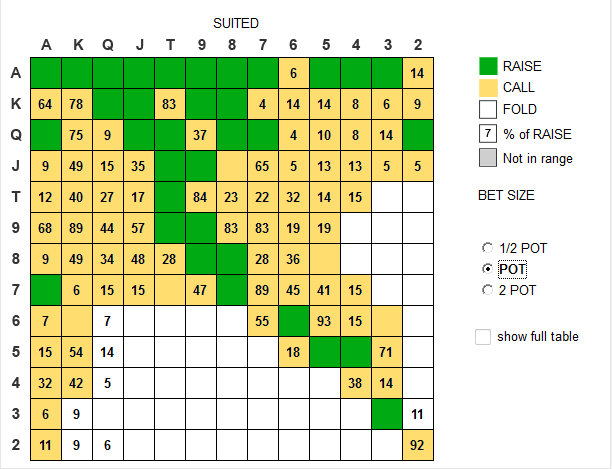 SUITED
A K Q J T 9 8 7 6 5 4 3 2
A 6 14
K 64 78 83 4 14 14 8 6 9
Q 75 9 37 4 10 8 14
J 9 49 15 35 65 5 13 13 5 5
T 12 40 27 17 84 23 22 32 14 15
9 68 89 44 57 83 83 19 19
8 9 49 34 48 28 28 36
7 6 15 15 47 89 45 41 15
6 7 7 55 93 15
5 15 54 14 18 71
4 32 42 5 38 14
3 6 9 11
2 11 9 6 92
RAISE
CALL
FOLD
7 % of RAISE
Not in range
BET SIZE
1/2 POT
POT
2 POT
show full table